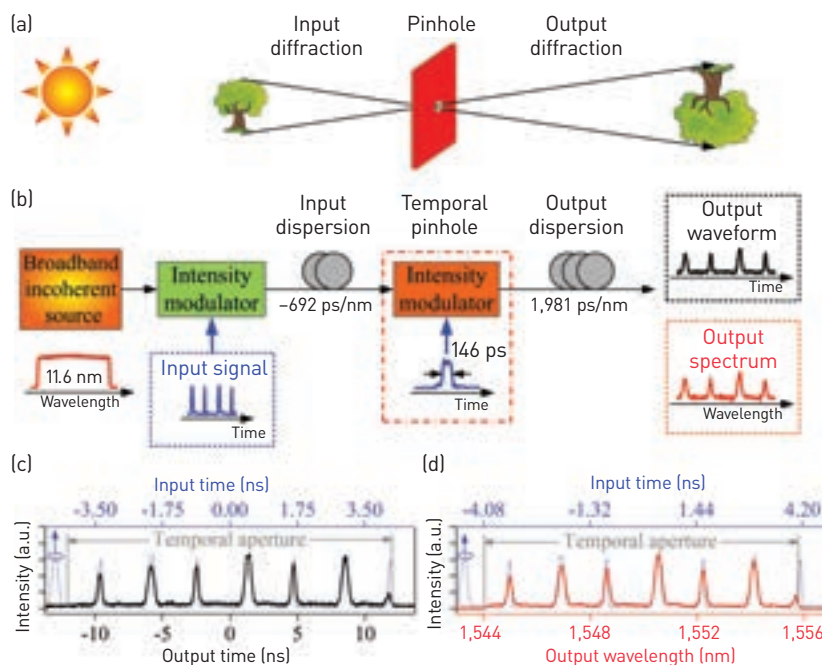 (a)
Input
diffraction
Pinhole
Output
diffraction
(b)
Input
dispersion
Temporal
pinhole
Output
dispersion
Output
waveform
Time
Broadband
incoherent
source
Intensity
modulator
−692 ps/nm
Intensity
modulator
1,981 ps/nm
Output
spectrum
Wavelength
11.6 nm
Wavelength
Input signal
Time
146 ps
Time
(c)
Input time (ns)
-3.50 -1.75 0.00 1.75 3.50
Temporal aperture
Intensity (a.u.)
-10 -5 0 5 10
Output time (ns)
(d)
Input time (ns)
-4.08 -1.32 1.44 4.20
Temporal aperture
Intensity (a.u.)
1,544 1,548 1,552 1,556
Output wavelength (nm)